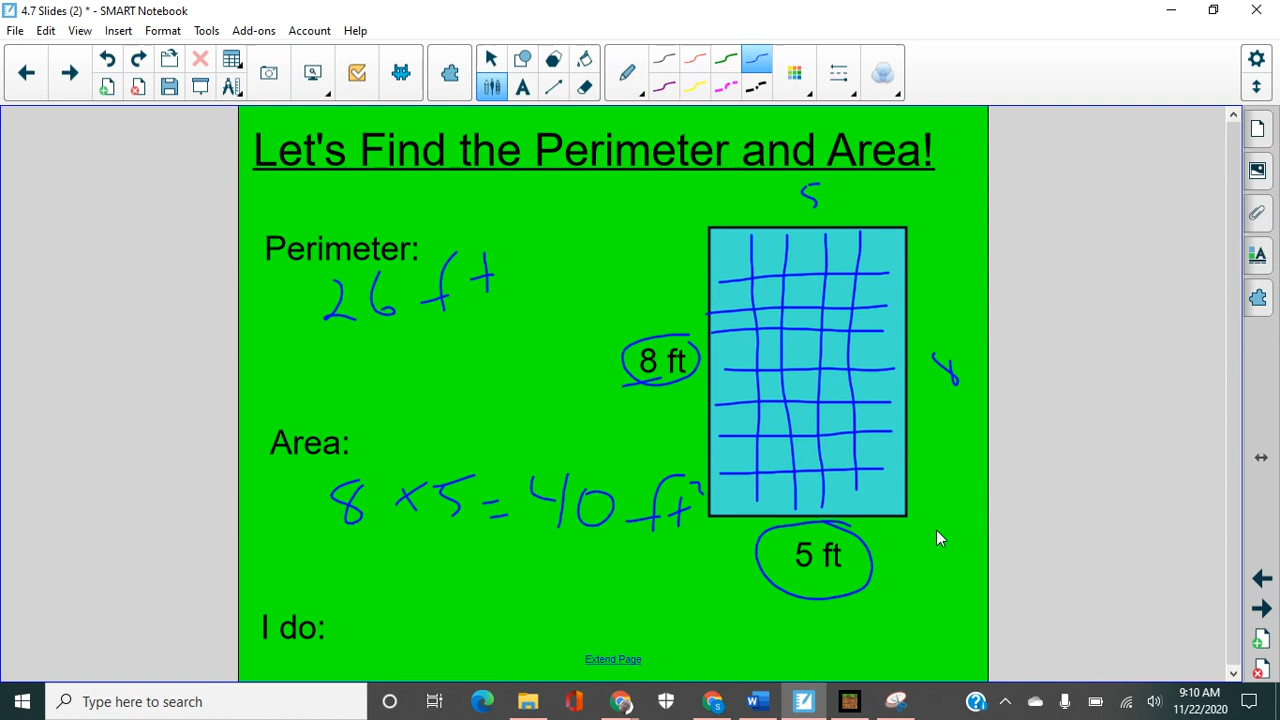 4.7 Slides (2) * - SMART Notebook
File Edit View Insert Format Tools Add-ons Account Help
Let's Find the Perimeter and Area!
5
Perimeter:
26 ft
8 ft
8
Area:
8 × 5 = 40 ft²
5 ft
I do:
Extend Page
Type here to search
9:10 AM
11/22/2020